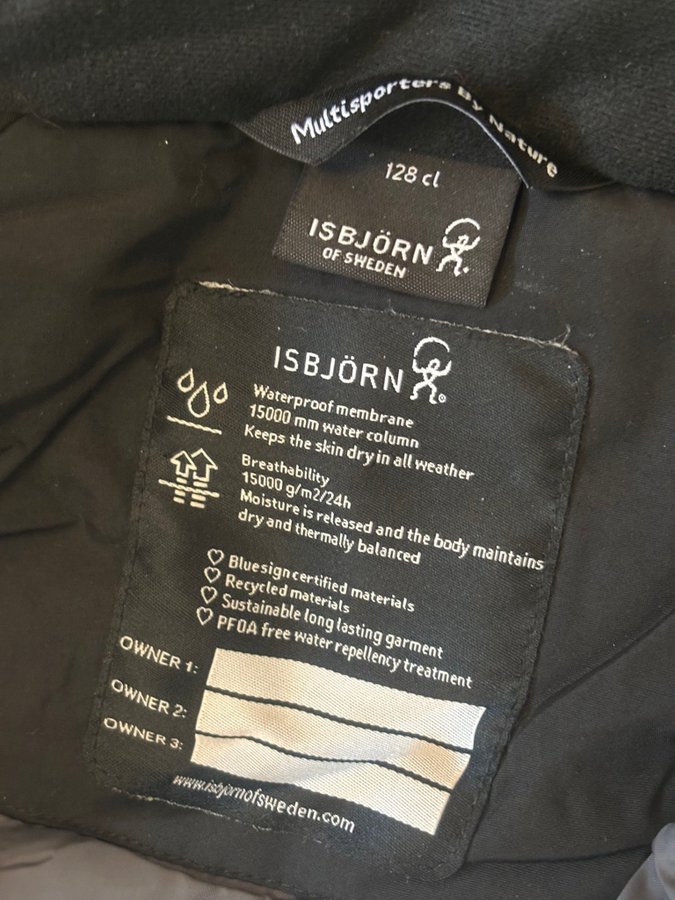 Multisporters By Nature
128 cl
ISBJÖRN
OF SWEDEN
ISBJÖRN®
Waterproof membrane
15000 mm water column
Keeps the skin dry in all weather
Breathability
15000 g/m2/24h
Moisture is released and the body maintains
dry and thermally balanced
Bluesign certified materials
Recycled materials
Sustainable long lasting garment
PFOA free water repellency treatment
OWNER 1:
OWNER 2:
OWNER 3:
www.isbjornofsweden.com